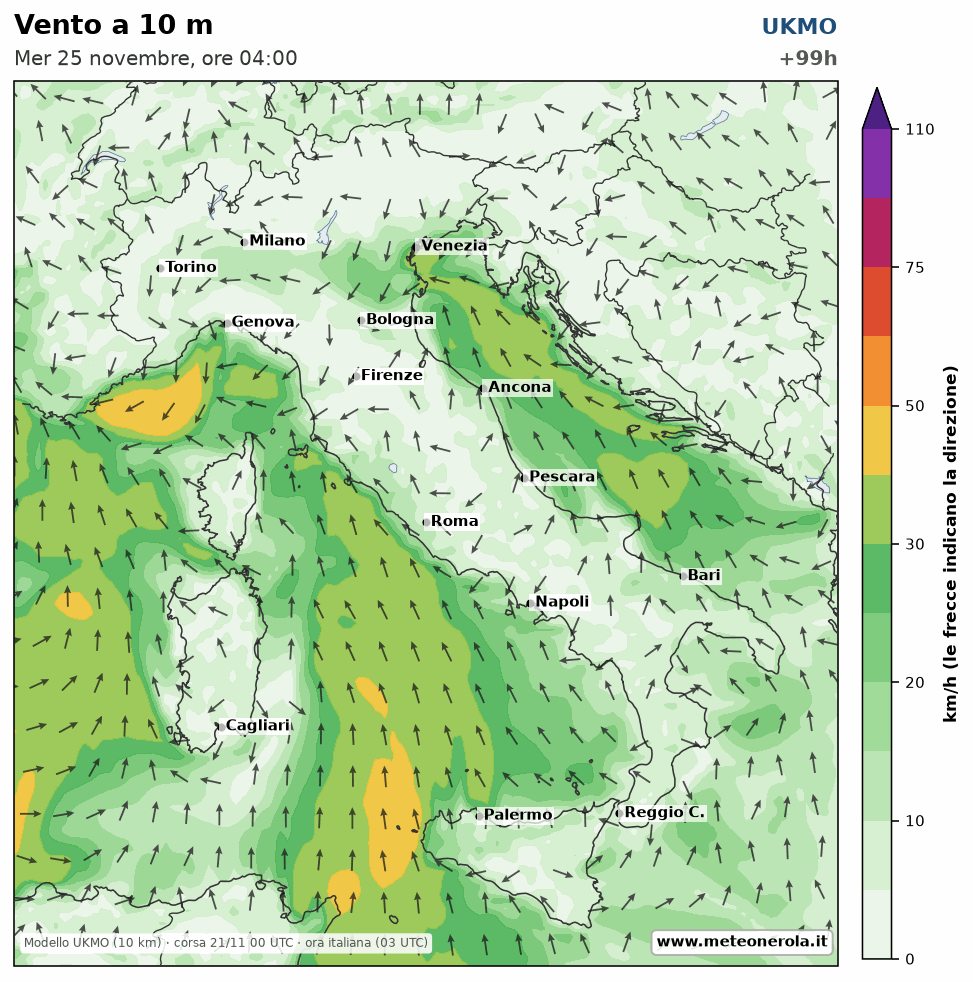 Vento a 10 m
UKMO
Mer 25 novembre, ore 04:00
+99h
110
75
50
30
20
10
0
km/h (le frecce indicano la direzione)
Milano
Venezia
Torino
Genova
Bologna
Firenze
Ancona
Pescara
Roma
Bari
Napoli
Cagliari
Palermo
Reggio C.
Modello UKMO (10 km) · corsa 21/11 00 UTC · ora italiana (03 UTC)
www.meteonerola.it